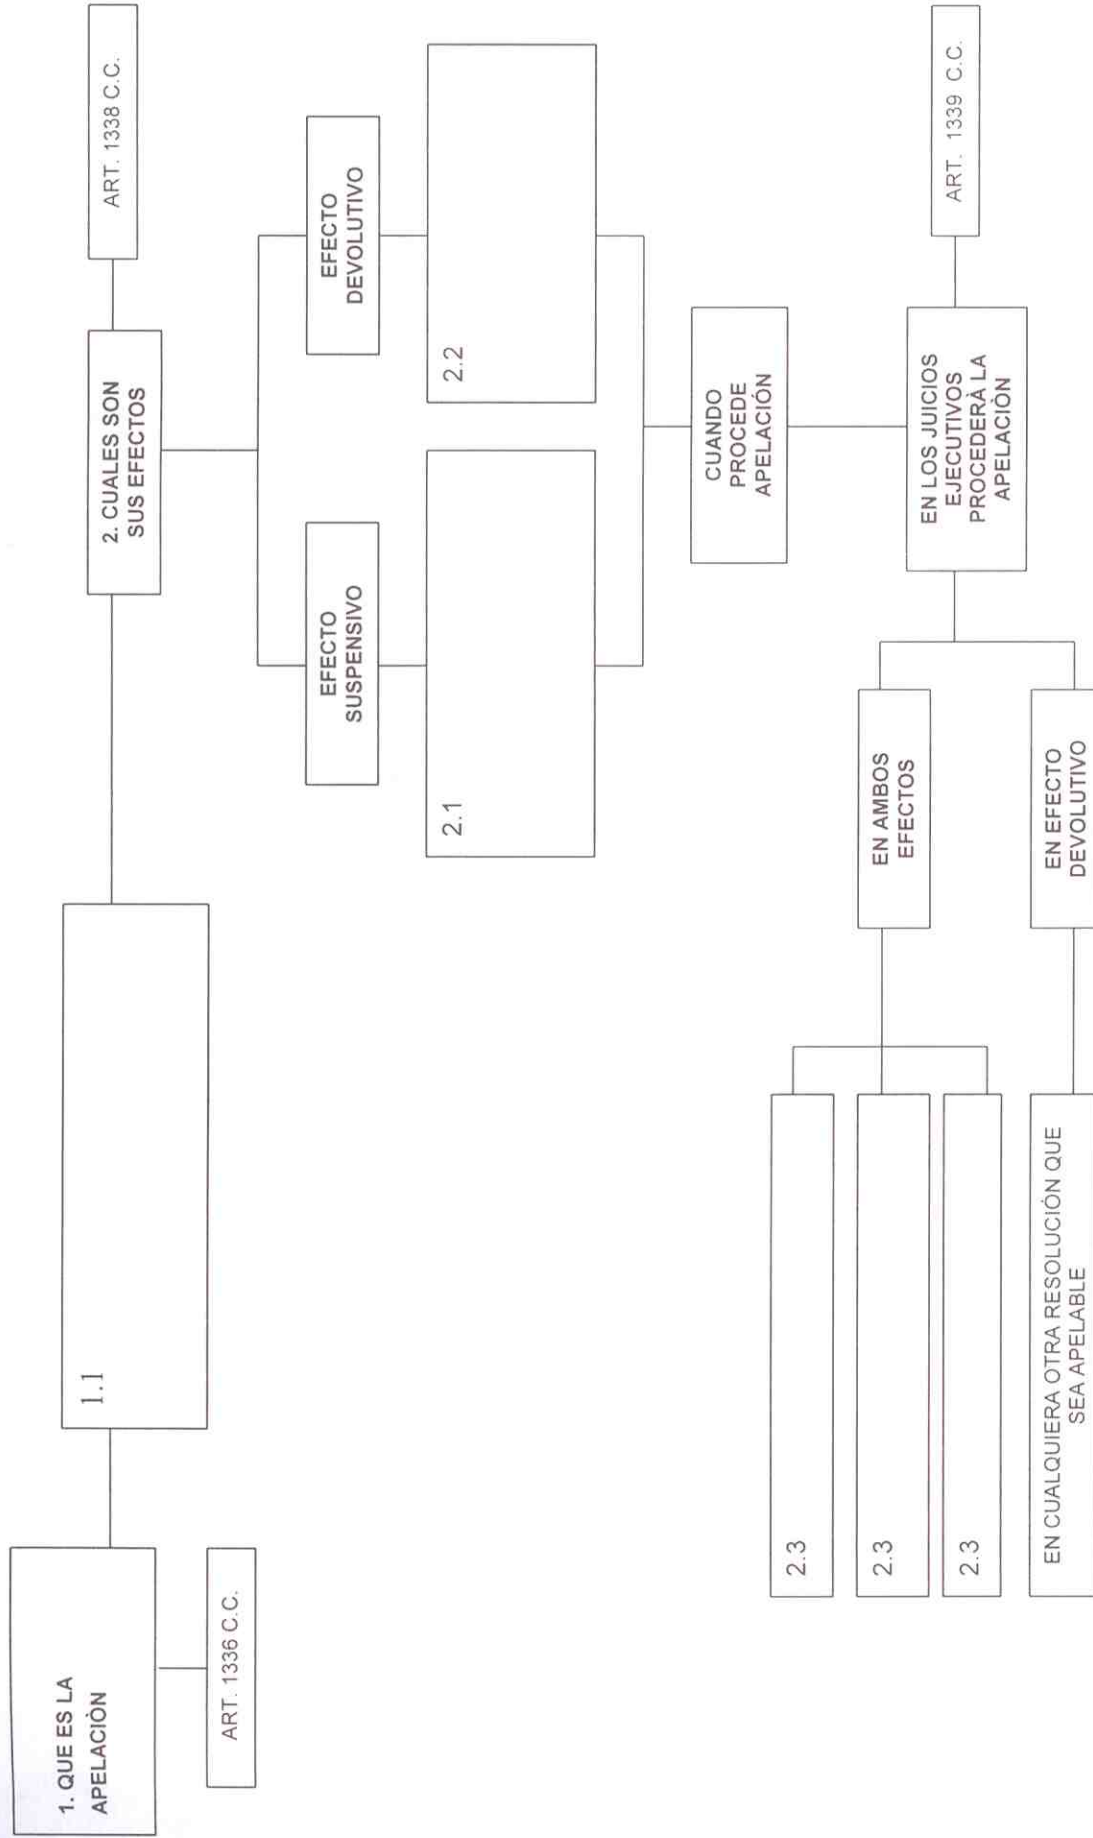 1. QUE ES LA
APELACIÒN
ART. 1336 C.C.
1.1
2. CUALES SON
SUS EFECTOS
ART. 1338 C.C.
EFECTO
SUSPENSIVO
EFECTO
DEVOLUTIVO
2.1
2.2
CUANDO
PROCEDE
APELACIÓN
EN LOS JUICIOS
EJECUTIVOS
PROCEDERÀ LA
APELACIÒN
ART. 1339 C.C.
EN AMBOS
EFECTOS
2.3
2.3
2.3
EN EFECTO
DEVOLUTIVO
EN CUALQUIERA OTRA RESOLUCIÓN QUE
SEA APELABLE